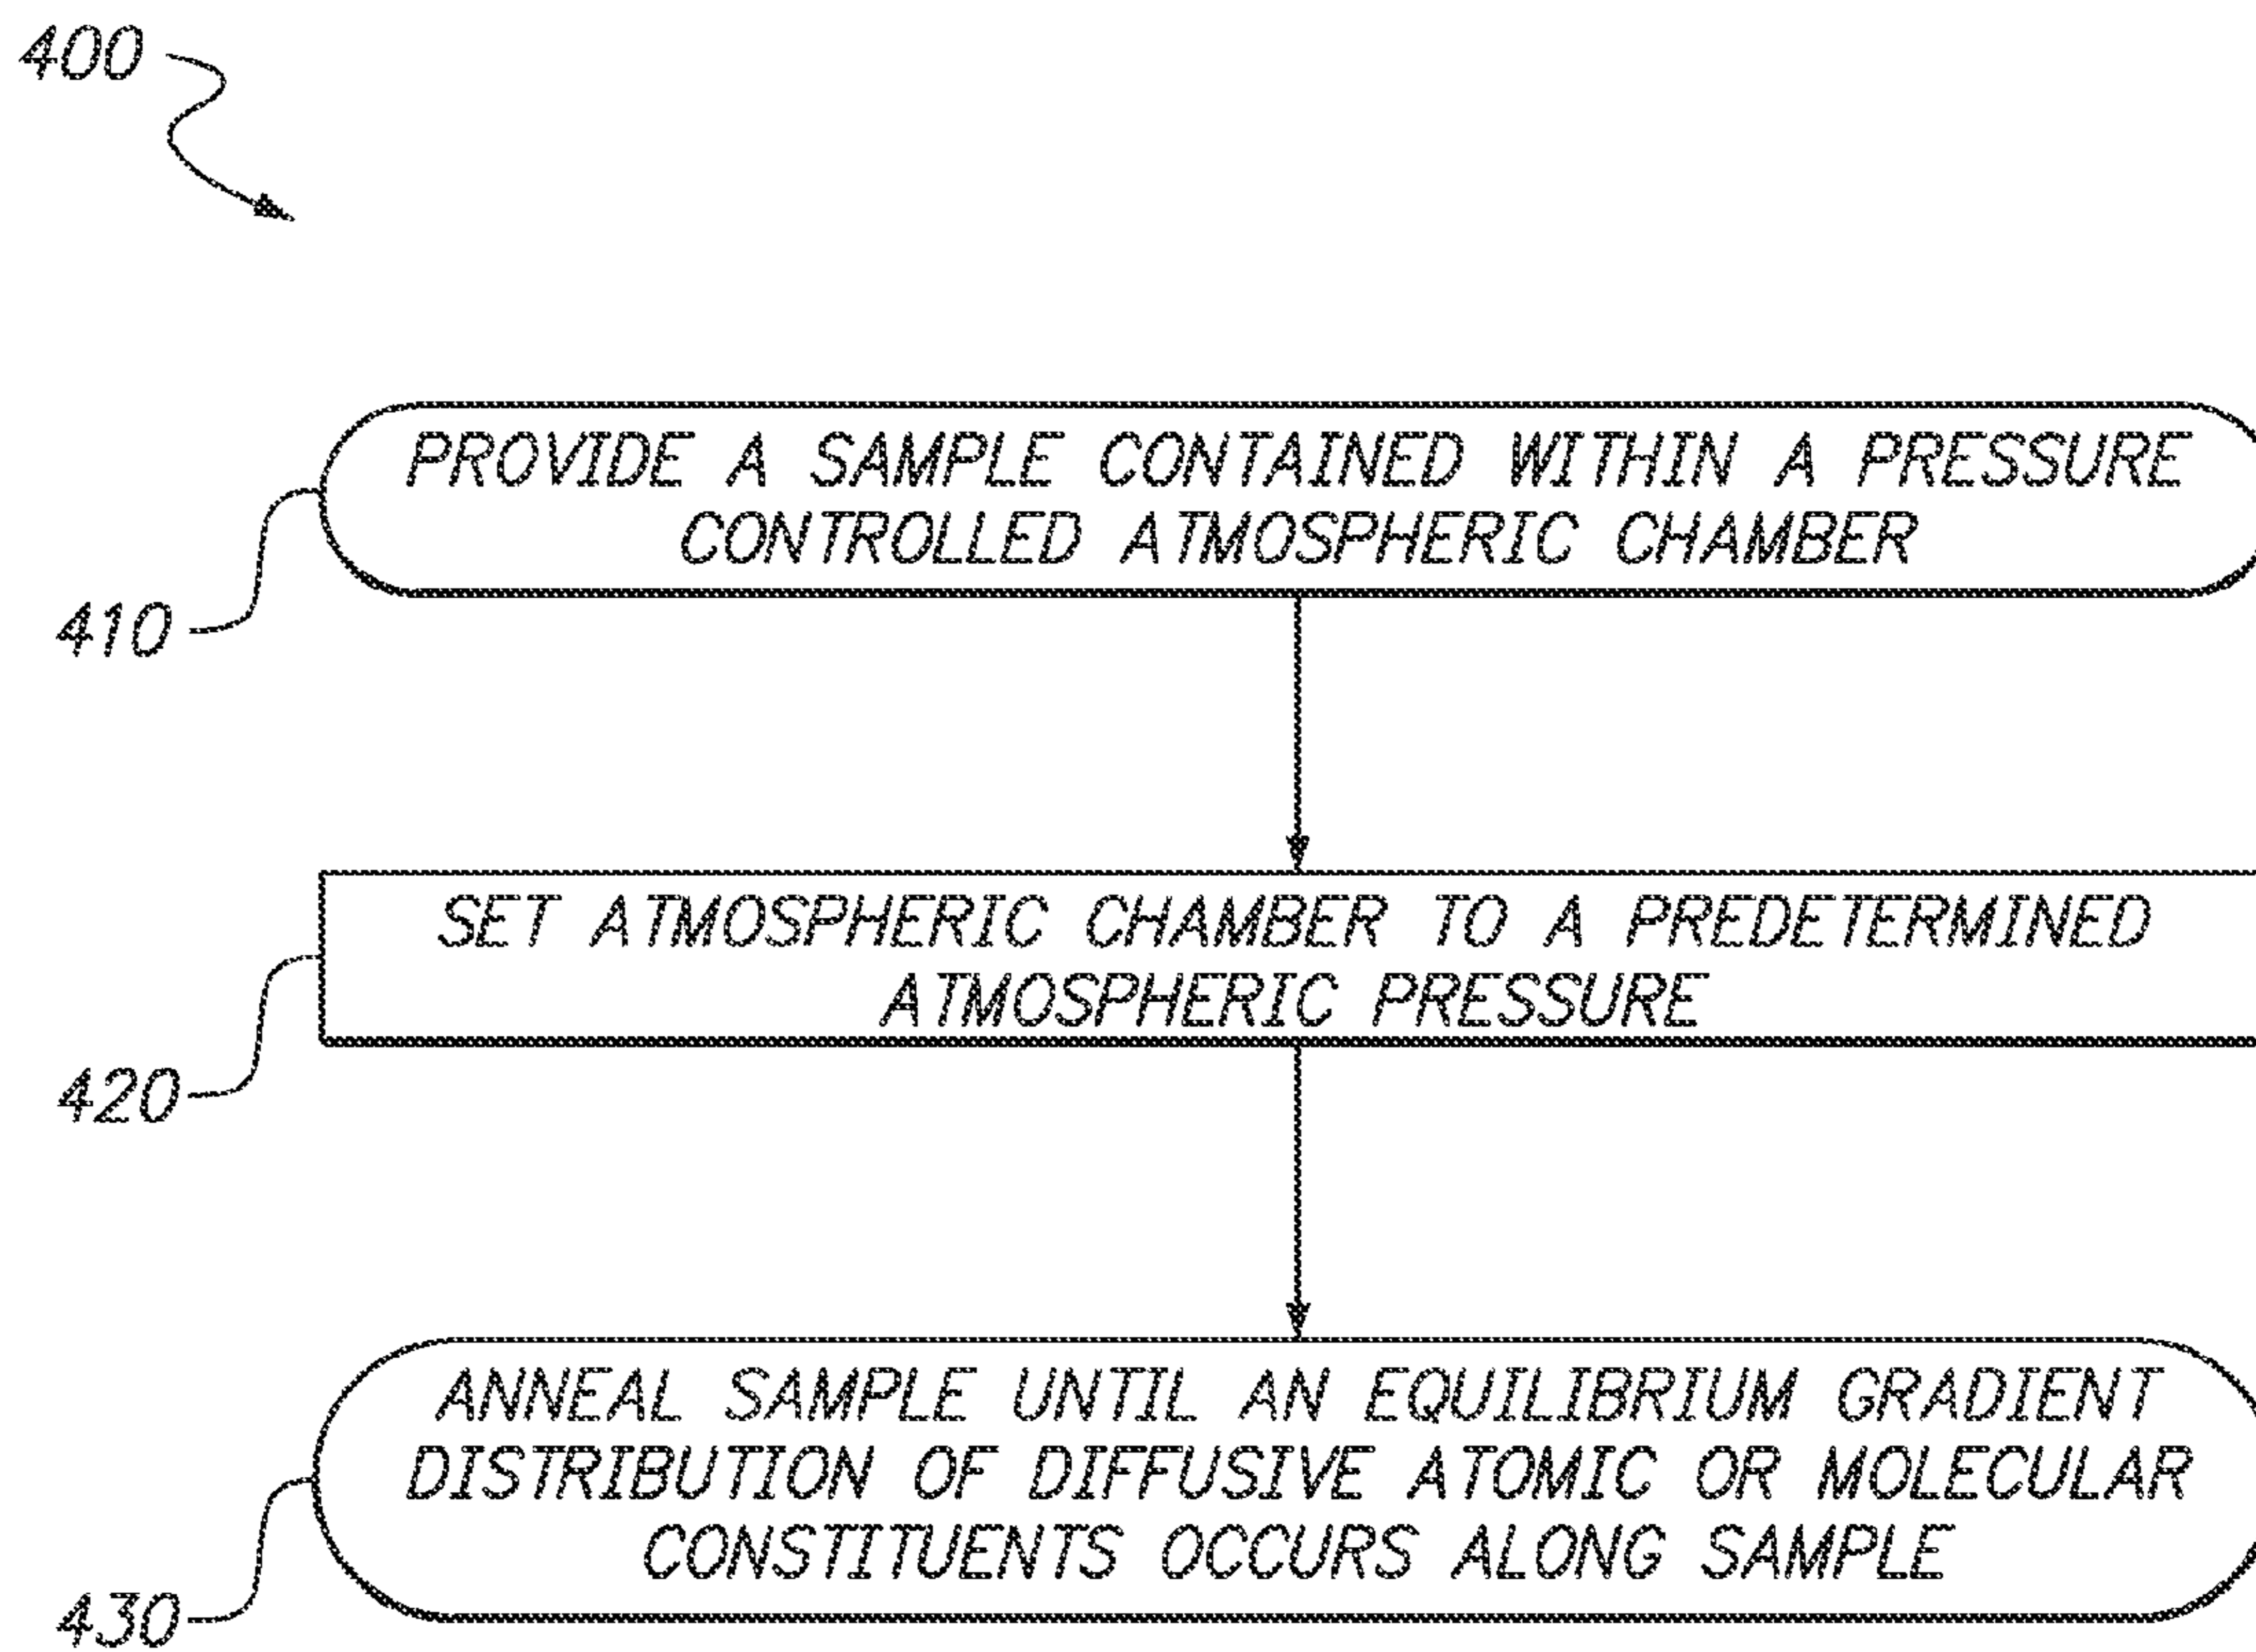 400
PROVIDE A SAMPLE CONTAINED WITHIN A PRESSURE
CONTROLLED ATMOSPHERIC CHAMBER
410
SET ATMOSPHERIC CHAMBER TO A PREDETERMINED
ATMOSPHERIC PRESSURE
420
ANNEAL SAMPLE UNTIL AN EQUILIBRIUM GRADIENT
DISTRIBUTION OF DIFFUSIVE ATOMIC OR MOLECULAR
CONSTITUENTS OCCURS ALONG SAMPLE
430